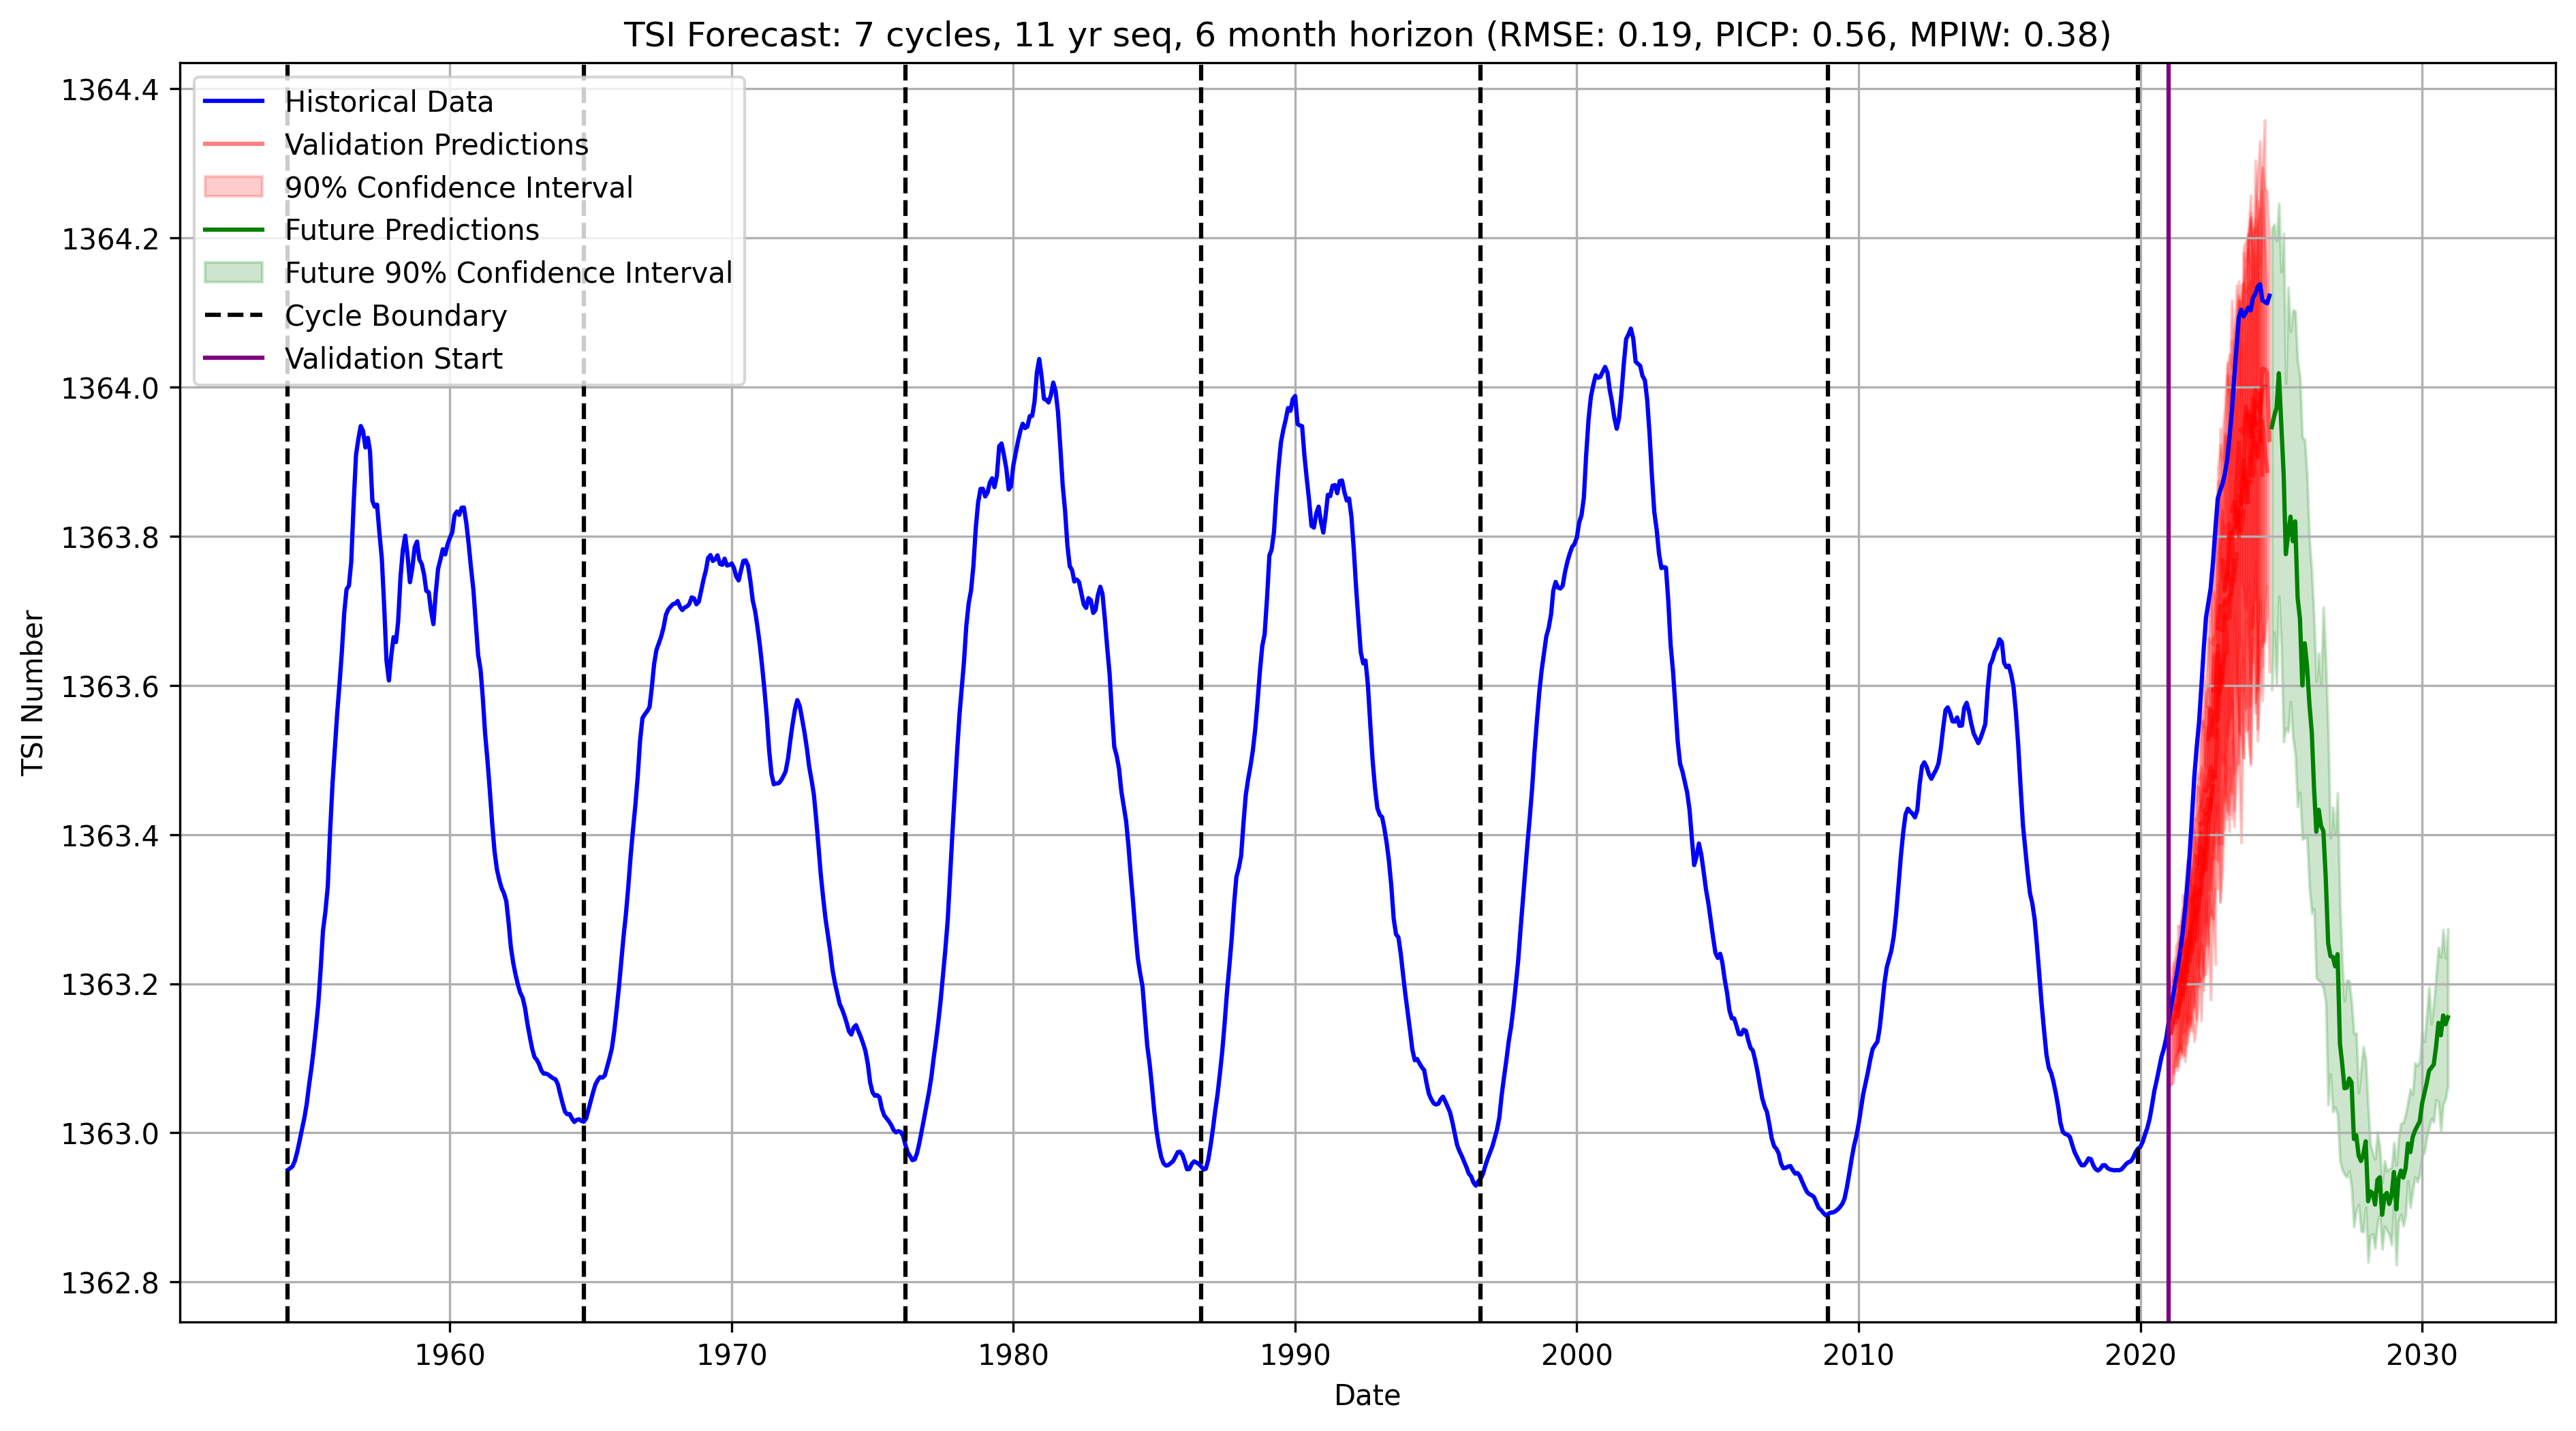 TSI Forecast: 7 cycles, 11 yr seq, 6 month horizon (RMSE: 0.19, PICP: 0.56, MPIW: 0.38)
Historical Data
Validation Predictions
90% Confidence Interval
Future Predictions
Future 90% Confidence Interval
Cycle Boundary
Validation Start
TSI Number
1364.4
1364.2
1364.0
1363.8
1363.6
1363.4
1363.2
1363.0
1362.8
1960 1970 1980 1990 2000 2010 2020 2030
Date